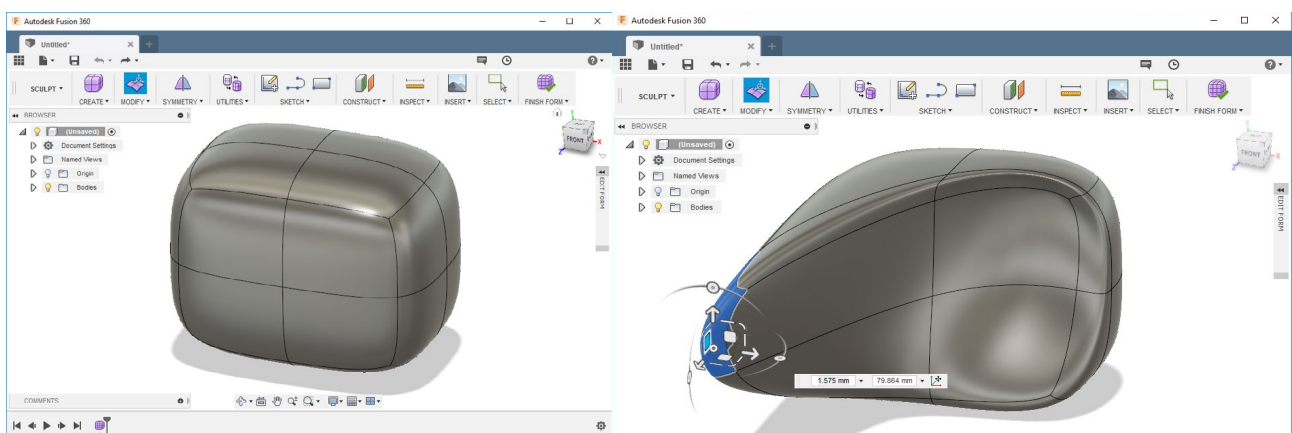 Autodesk Fusion 360
Untitled*
SCULPT
CREATE MODIFY SYMMETRY UTILITIES SKETCH CONSTRUCT INSPECT INSERT SELECT FINISH FORM
BROWSER
(Unsaved)
Document Settings
Named Views
Origin
Bodies
FRONT
X
Z
EDIT FORM
COMMENTS
Autodesk Fusion 360
Untitled*
SCULPT
CREATE MODIFY SYMMETRY UTILITIES SKETCH CONSTRUCT INSPECT INSERT SELECT FINISH FORM
BROWSER
(Unsaved)
Document Settings
Named Views
Origin
Bodies
FRONT
X
Z
EDIT FORM
1.575 mm 79.864 mm